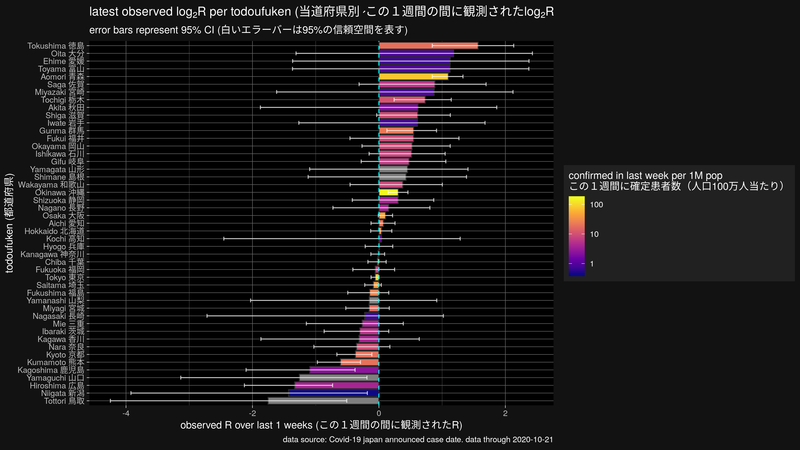 latest observed log₂R per todoufuken (当道府県別・この１週間の間に観測されたlog₂R
error bars represent 95% CI (白いエラーバーは95%の信頼空間を表す)
todoufuken (都道府県)
Tokushima 徳島
Oita 大分
Ehime 愛媛
Toyama 富山
Aomori 青森
Saga 佐賀
Miyazaki 宮崎
Tochigi 栃木
Akita 秋田
Shiga 滋賀
Iwate 岩手
Gunma 群馬
Fukui 福井
Okayama 岡山
Ishikawa 石川
Gifu 岐阜
Yamagata 山形
Shimane 島根
Wakayama 和歌山
Okinawa 沖縄
Shizuoka 静岡
Nagano 長野
Osaka 大阪
Aichi 愛知
Hokkaido 北海道
Kochi 高知
Hyogo 兵庫
Kanagawa 神奈川
Chiba 千葉
Fukuoka 福岡
Tokyo 東京
Saitama 埼玉
Fukushima 福島
Yamanashi 山梨
Miyagi 宮城
Nagasaki 長崎
Mie 三重
Ibaraki 茨城
Kagawa 香川
Nara 奈良
Kyoto 京都
Kumamoto 熊本
Kagoshima 鹿児島
Yamaguchi 山口
Hiroshima 広島
Niigata 新潟
Tottori 鳥取
-4 -2 0 2
observed R over last 1 weeks (この１週間の間に観測されたR)
confirmed in last week per 1M pop
この１週間に確定患者数（人口100万人当たり）
100
10
1
data source: Covid-19 japan announced case date. data through 2020-10-21